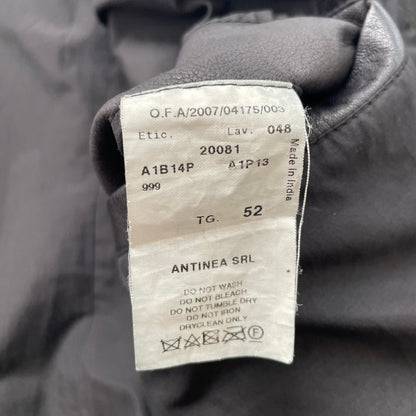 O.F.A/2007/04175/003
Etic. Lav. 048
20081
A1B14P A1P13
999
TG. 52
ANTINEA SRL
DO NOT WASH
DO NOT BLEACH
DO NOT TUMBLE DRY
DO NOT IRON
DRYCLEAN ONLY
F
Made in India